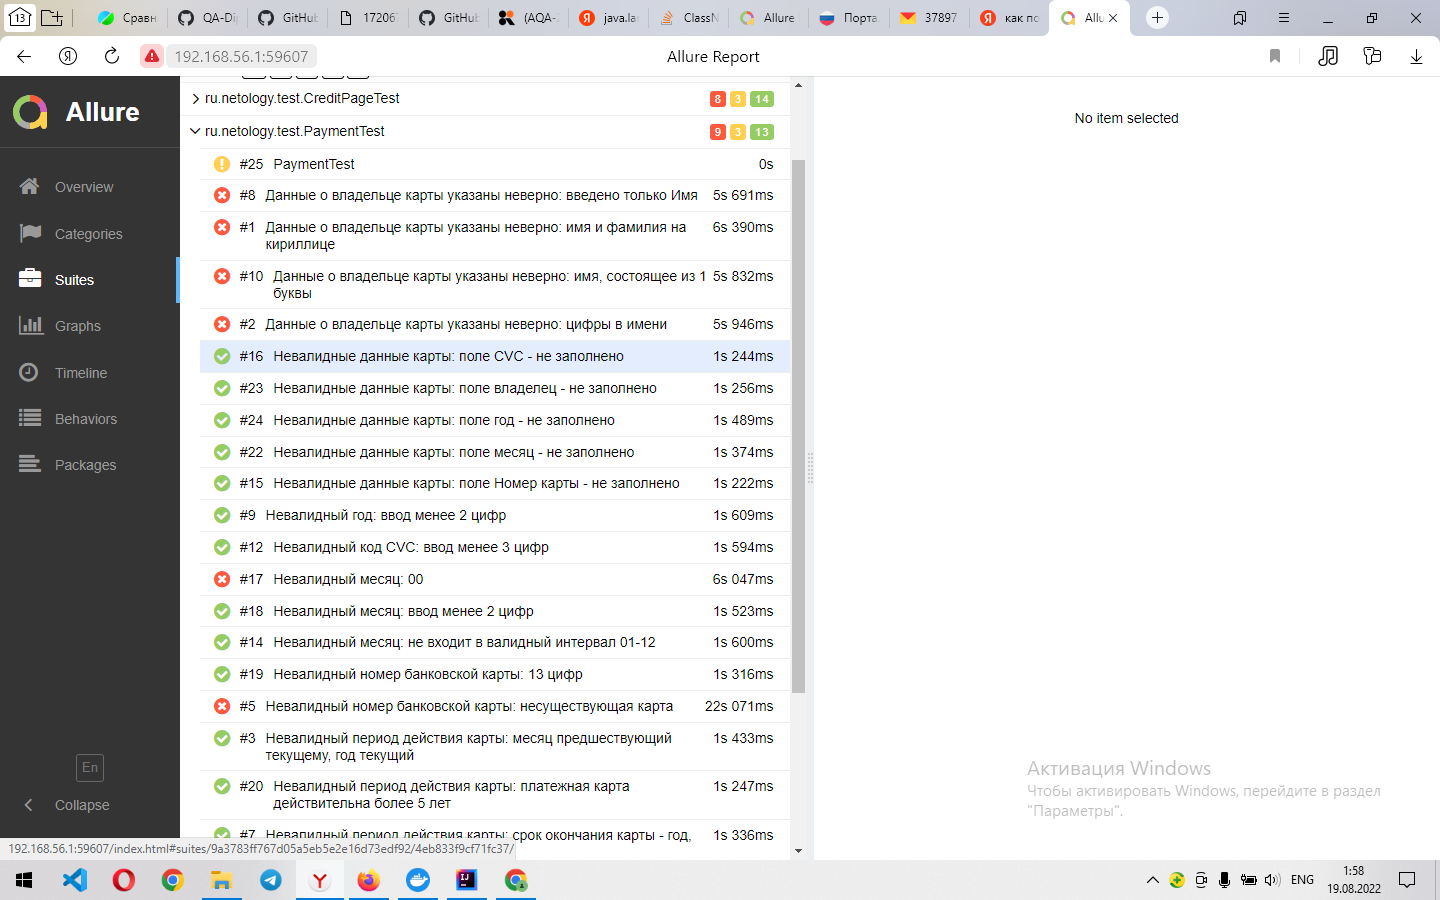 13
Сравн
QA-Di
GitHub
17206
GitHub
(AQA-
java.la
ClassN
Allure
Порта
37897
как по
Allu
192.168.56.1:59607
Allure Report
Allure
Overview
Categories
Suites
Graphs
Timeline
Behaviors
Packages
En
Collapse
ru.netology.test.CreditPageTest
8 3 14
ru.netology.test.PaymentTest
9 3 13
#25 PaymentTest 0s
#8 Данные о владельце карты указаны неверно: введено только Имя 5s 691ms
#1 Данные о владельце карты указаны неверно: имя и фамилия на 6s 390ms
кириллице
#10 Данные о владельце карты указаны неверно: имя, состоящее из 1 5s 832ms
буквы
#2 Данные о владельце карты указаны неверно: цифры в имени 5s 946ms
#16 Невалидные данные карты: поле CVC - не заполнено 1s 244ms
#23 Невалидные данные карты: поле владелец - не заполнено 1s 256ms
#24 Невалидные данные карты: поле год - не заполнено 1s 489ms
#22 Невалидные данные карты: поле месяц - не заполнено 1s 374ms
#15 Невалидные данные карты: поле Номер карты - не заполнено 1s 222ms
#9 Невалидный год: ввод менее 2 цифр 1s 609ms
#12 Невалидный код CVC: ввод менее 3 цифр 1s 594ms
#17 Невалидный месяц: 00 6s 047ms
#18 Невалидный месяц: ввод менее 2 цифр 1s 523ms
#14 Невалидный месяц: не входит в валидный интервал 01-12 1s 600ms
#19 Невалидный номер банковской карты: 13 цифр 1s 316ms
#5 Невалидный номер банковской карты: несуществующая карта 22s 071ms
#3 Невалидный период действия карты: месяц предшествующий 1s 433ms
текущему, год текущий
#20 Невалидный период действия карты: платежная карта 1s 247ms
действительна более 5 лет
#7 Невалидный период действия карты: срок окончания карты - год, 1s 336ms
No item selected
Активация Windows
Чтобы активировать Windows, перейдите в раздел
"Параметры".
192.168.56.1:59607/index.html#suites/9a3783ff767d05a5eb5e2e16d73edf92/4eb833f9cf71fc37/
ENG
1:58
19.08.2022